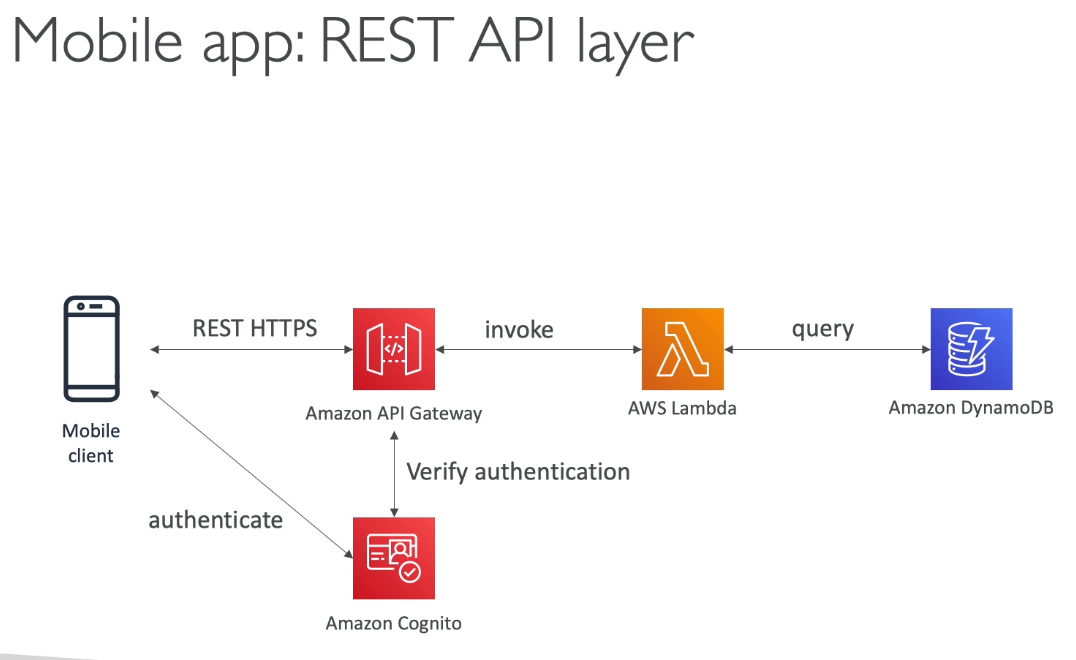 Mobile app: REST API layer
REST HTTPS
invoke
query
Amazon API Gateway
AWS Lambda
Amazon DynamoDB
Mobile
client
Verify authentication
authenticate
Amazon Cognito